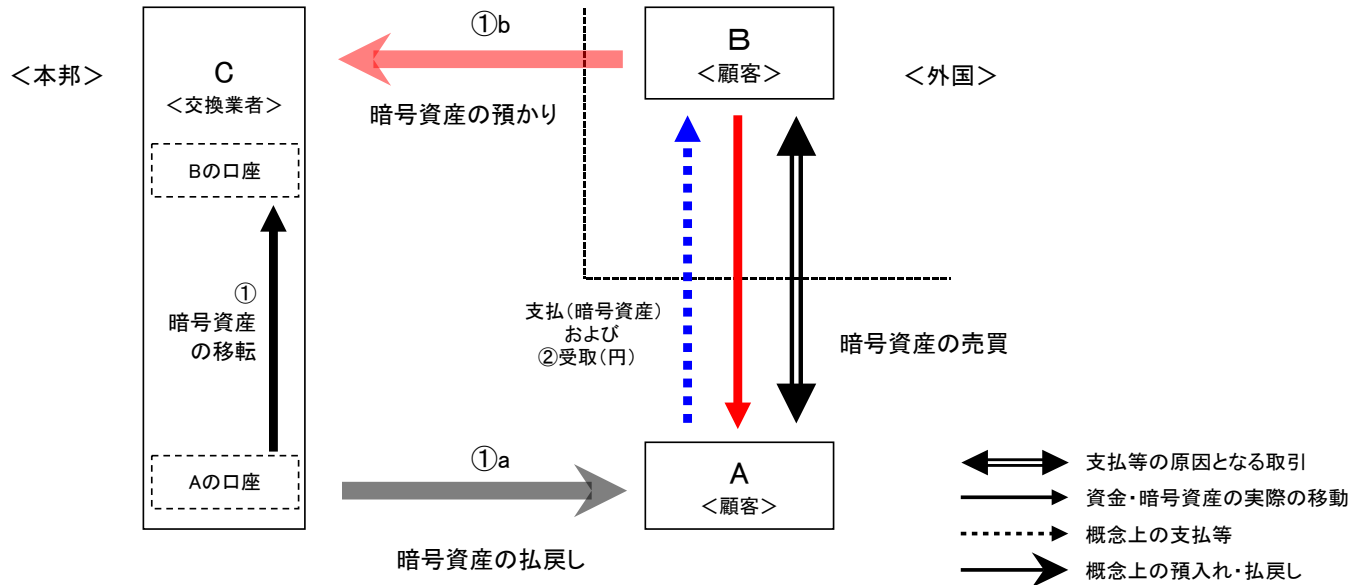 ①b
B
<顧客>
<本邦>
C
<交換業者>
<外国>
暗号資産の預かり
Bの口座
①
暗号資産
の移転
支払(暗号資産)
および
②受取(円)
暗号資産の売買
Aの口座
①a
A
<顧客>
暗号資産の払戻し
支払等の原因となる取引
資金・暗号資産の実際の移動
概念上の支払等
概念上の預入れ・払戻し